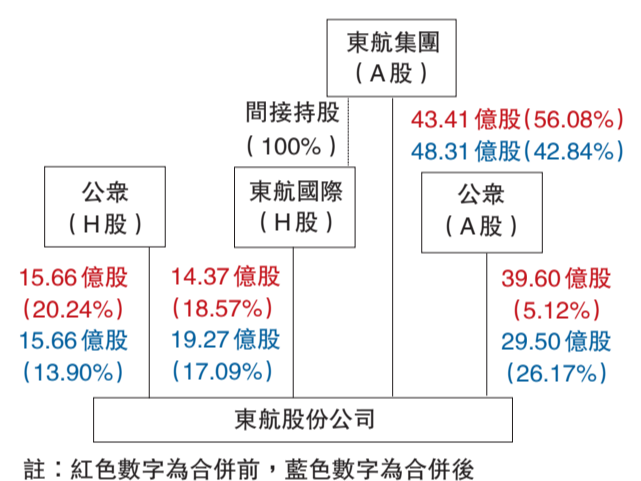 東航集團
(A股)
間接持股
(100%)
43.41億股(56.08%)
48.31億股(42.84%)
公衆
(H股)
東航國際
(H股)
公衆
(A股)
15.66億股
(20.24%)
15.66億股
(13.90%)
14.37億股
(18.57%)
19.27億股
(17.09%)
39.60億股
(5.12%)
29.50億股
(26.17%)
東航股份公司
註：紅色數字為合併前，藍色數字為合併後